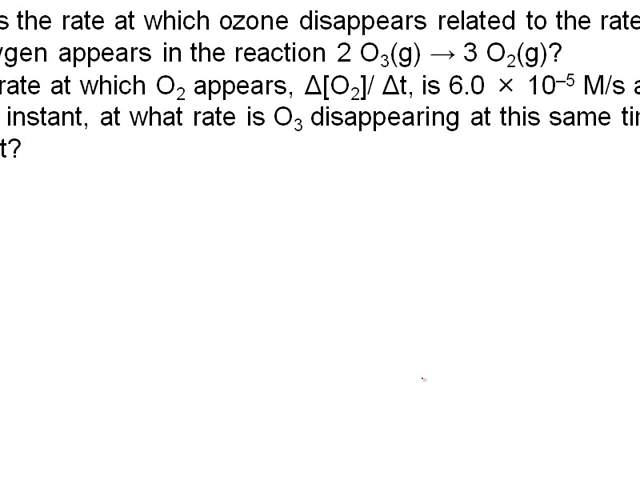 s the rate at which ozone disappears related to the rate
ygen appears in the reaction 2 O₃(g) → 3 O₂(g)?
rate at which O₂ appears, Δ[O₂]/ Δt, is 6.0 × 10⁻⁵ M/s a
instant, at what rate is O₃ disappearing at this same tim
t?